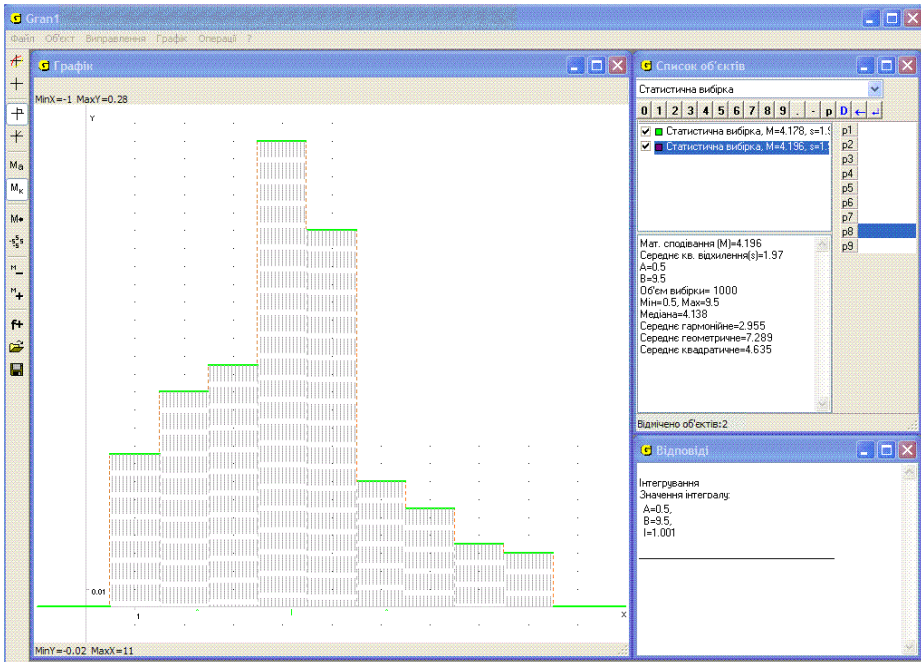 Gran1
Файл Об'єкт Виправлення Графік Операції ?
Графік
MinX=-1 MaxY=0.28
Y
0.01
1
X
MinY=-0.02 MaxX=11
Ma
Mк
M
M
f+
Список об'єктів
Статистична вибірка
0 1 2 3 4 5 6 7 8 9 . - p D ← ↵
Статистична вибірка, M=4.178, s=1.9
Статистична вибірка, M=4.196, s=1.9
p1
p2
p3
p4
p5
p6
p7
p8
p9
Мат. сподівання (M)=4.196
Середнє кв. відхилення(s)=1.97
A=0.5
B=9.5
Об'єм вибірки= 1000
Мін=0.5, Max=9.5
Медіана=4.138
Середнє гармонійне=2.955
Середнє геометричне=7.289
Середнє квадратичне=4.635
Відмічено об'єктів:2
Відповіді
Інтегрування
Значення інтегралу:
A=0.5,
B=9.5,
I=1.001